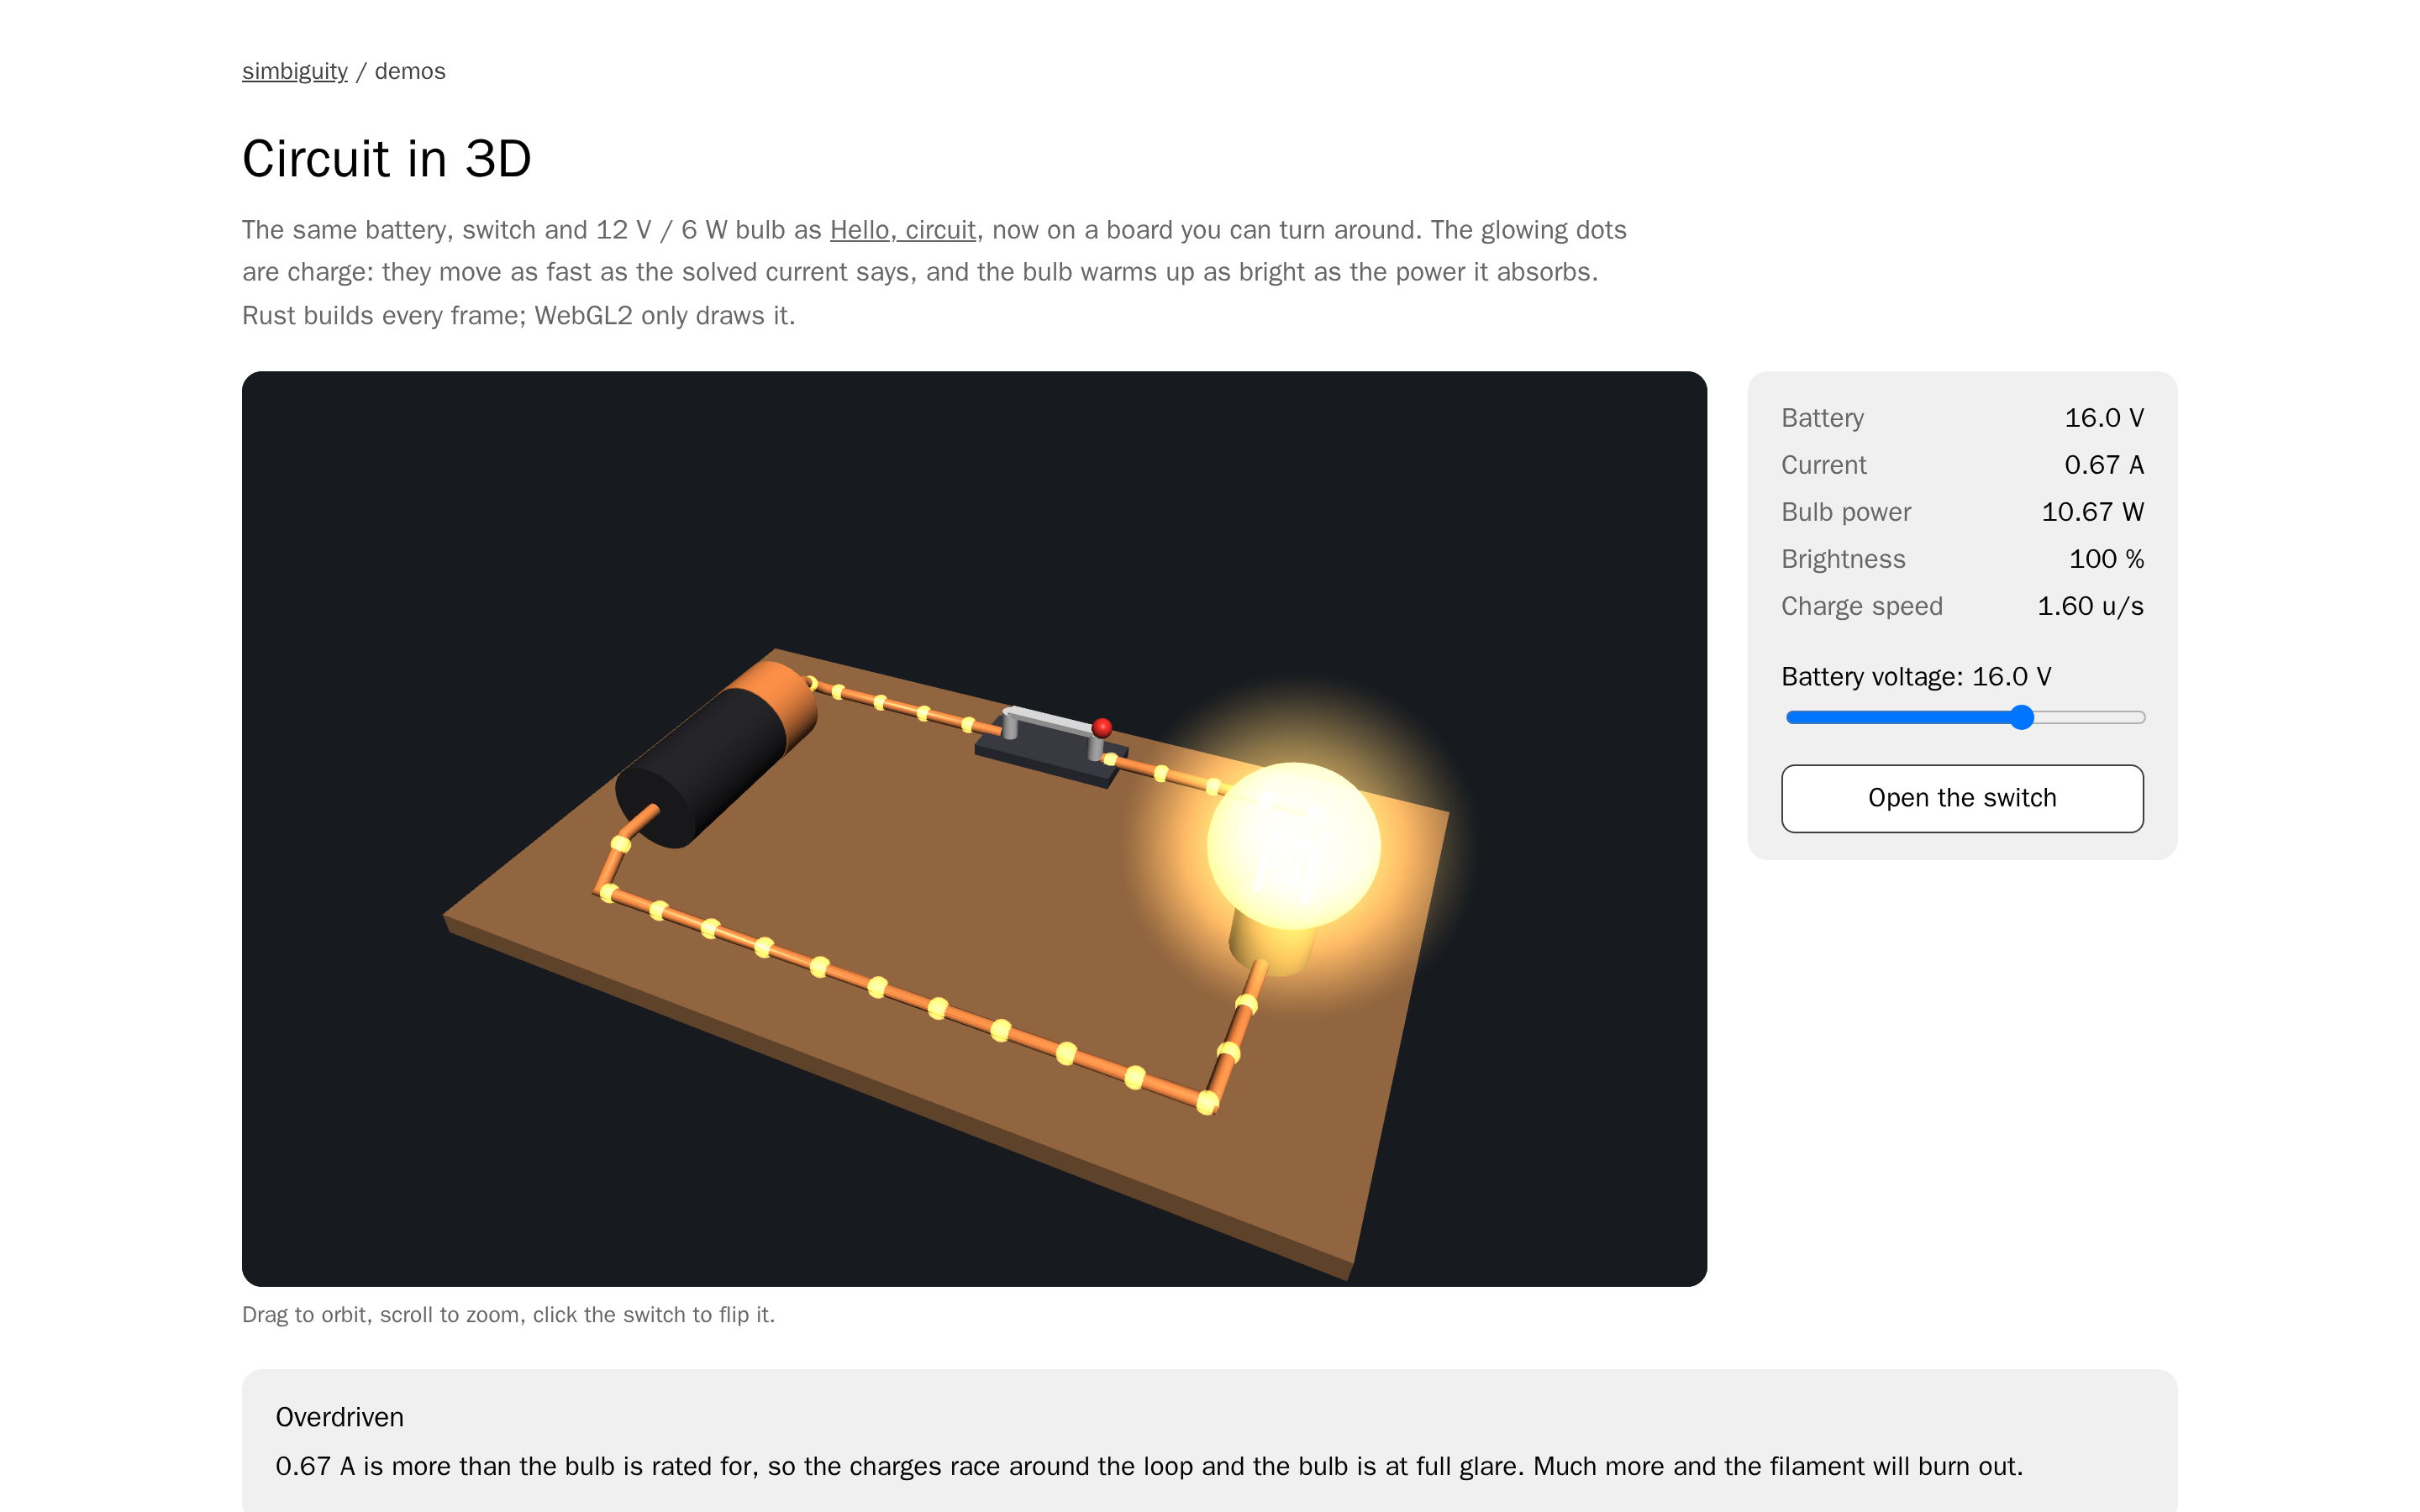 simbiguity / demos
Circuit in 3D
The same battery, switch and 12 V / 6 W bulb as Hello, circuit, now on a board you can turn around. The glowing dots
are charge: they move as fast as the solved current says, and the bulb warms up as bright as the power it absorbs.
Rust builds every frame; WebGL2 only draws it.
Battery 16.0 V
Current 0.67 A
Bulb power 10.67 W
Brightness 100 %
Charge speed 1.60 u/s
Battery voltage: 16.0 V
Open the switch
Drag to orbit, scroll to zoom, click the switch to flip it.
Overdriven
0.67 A is more than the bulb is rated for, so the charges race around the loop and the bulb is at full glare. Much more and the filament will burn out.